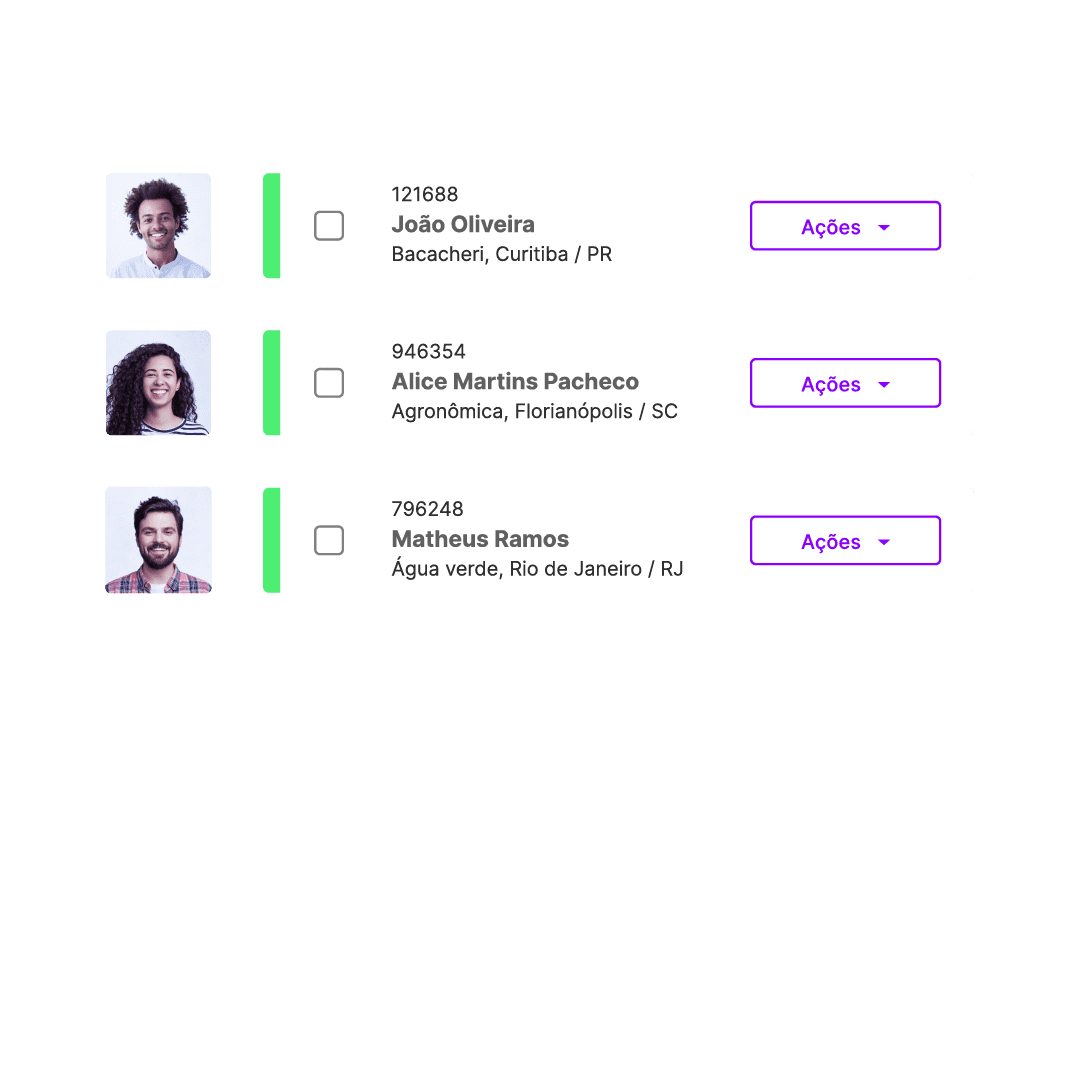 121688
João Oliveira
Bacacheri, Curitiba / PR
Ações
946354
Alice Martins Pacheco
Agronômica, Florianópolis / SC
Ações
796248
Matheus Ramos
Água verde, Rio de Janeiro / RJ
Ações